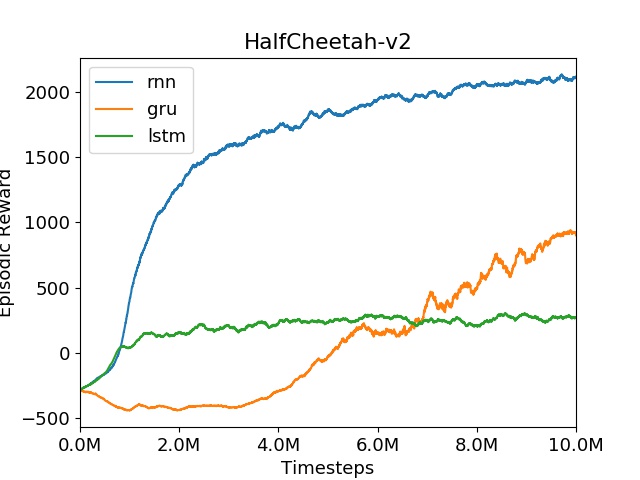 HalfCheetah-v2
rnn
gru
lstm
2000
1500
1000
500
0
−500
Episodic Reward
0.0M 2.0M 4.0M 6.0M 8.0M 10.0M
Timesteps